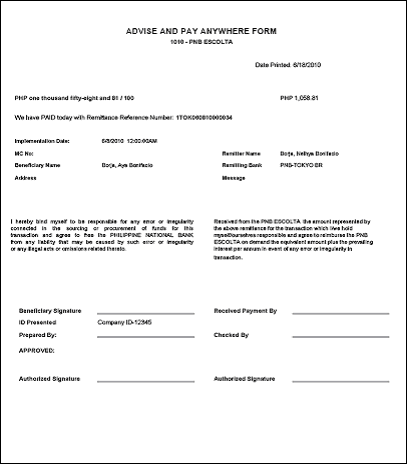 ADVISE AND PAY ANYWHERE FORM
1010 - PNB ESCOLTA
Date Printed: 6/18/2010
PHP one thousand fifty-eight and 81 / 100 PHP 1,058.81
We have PAID today with Remittance Reference Number:
Implementation Date: 6/8/2010 12:00:00AM
MC No: Remitter Name Borja, Nelhya Bonifacio
Beneficiary Name Borja, Aya Bonifacio Remitting Bank PNB-TOKYO BR
Address Message
I hereby bind myself to be responsible for any error or irregularity
connected in the sourcing or procurement of funds for this
transaction and agree to free the PHILIPPINE NATIONAL BANK
from any liability that may be caused by such error or irregularity
or any illegal acts or omissions related thereto.
Received from the PNB ESCOLTA the amount represented by
the above remittance for the transaction which I/we hold
myself/ourselves responsible and agree to reimburse the PNB
ESCOLTA on demand the equivalent amount plus the prevailing
interest per annum in event of any error or irregularity in
transaction.
Beneficiary Signature Received Payment By
ID Presented Company ID-12345
Prepared By: Checked By
APPROVED:
Authorized Signature Authorized Signature